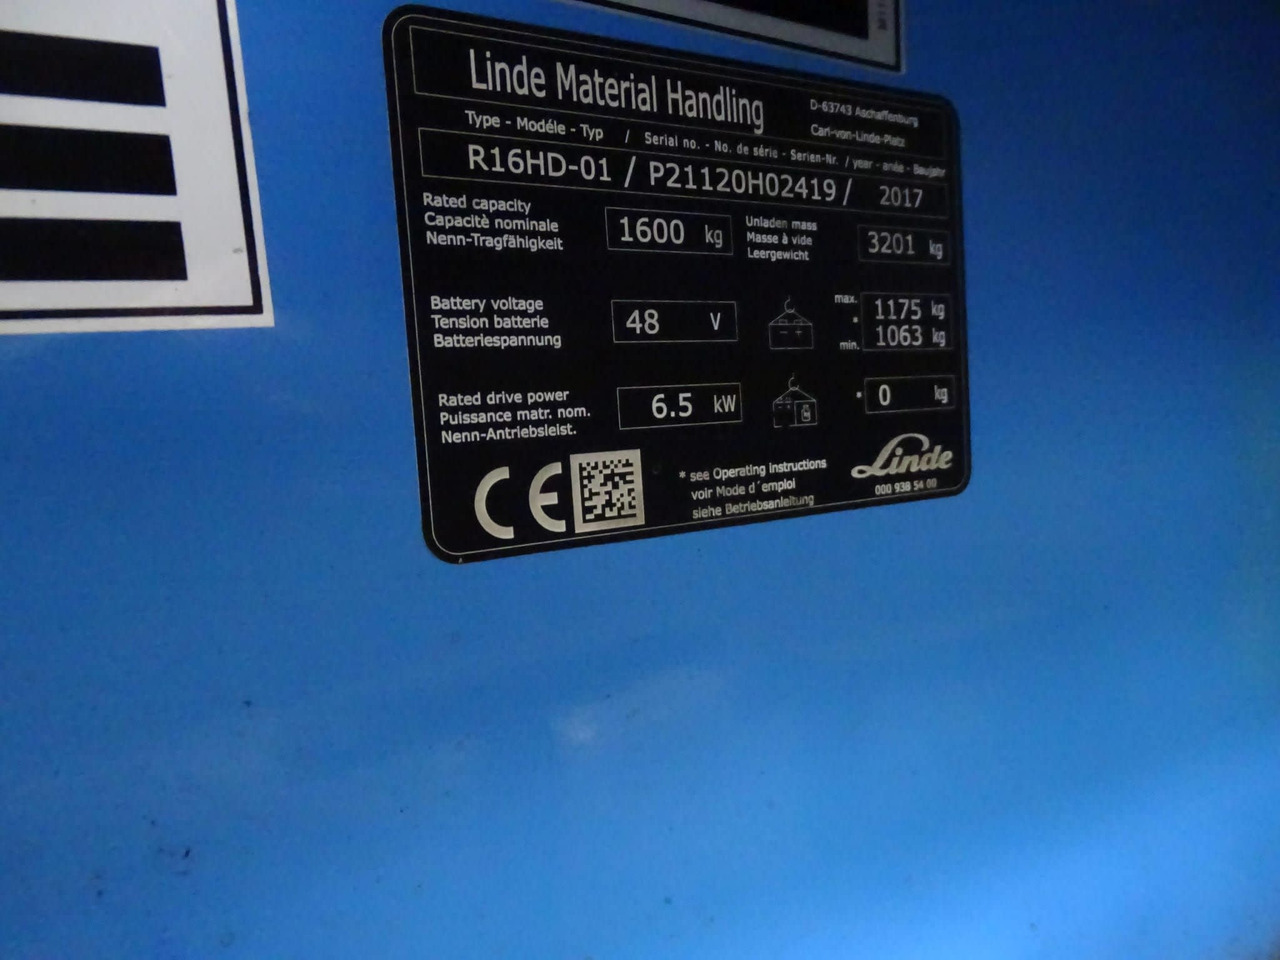 Linde Material Handling
D-63743 Aschaffenburg
Carl-von-Linde-Platz
Type - Modéle - Typ / Serial no. - No. de série - Serien-Nr. / year - année - Baujahr
R16HD-01 / P21120H02419 / 2017
Rated capacity
Capacitè nominale
Nenn-Tragfähigkeit
1600 kg
Unladen mass
Masse à vide
Leergewicht
3201 kg
Battery voltage
Tension batterie
Batteriespannung
48 V
max. 1175 kg
*
min. 1063 kg
Rated drive power
Puissance matr. nom.
Nenn-Antriebsleist.
6.5 kW
* 0 kg
CE
* see Operating Instructions
voir Mode d´emploi
siehe Betriebsanleitung
Linde
000 938 54 00